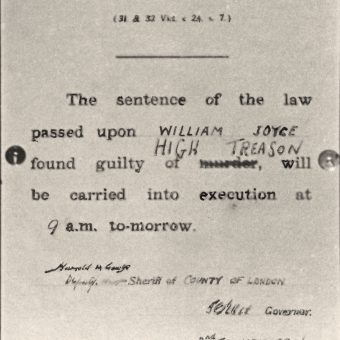 (31 & 32 Vict. c. 24, s. 7.)
The sentence of the law
passed upon WILLIAM JOYCE
HIGH TREASON
found guilty of murder, will
be carried into execution at
9 a.m. to-morrow.
Deputy Sheriff of COUNTY OF LONDON
Governor.